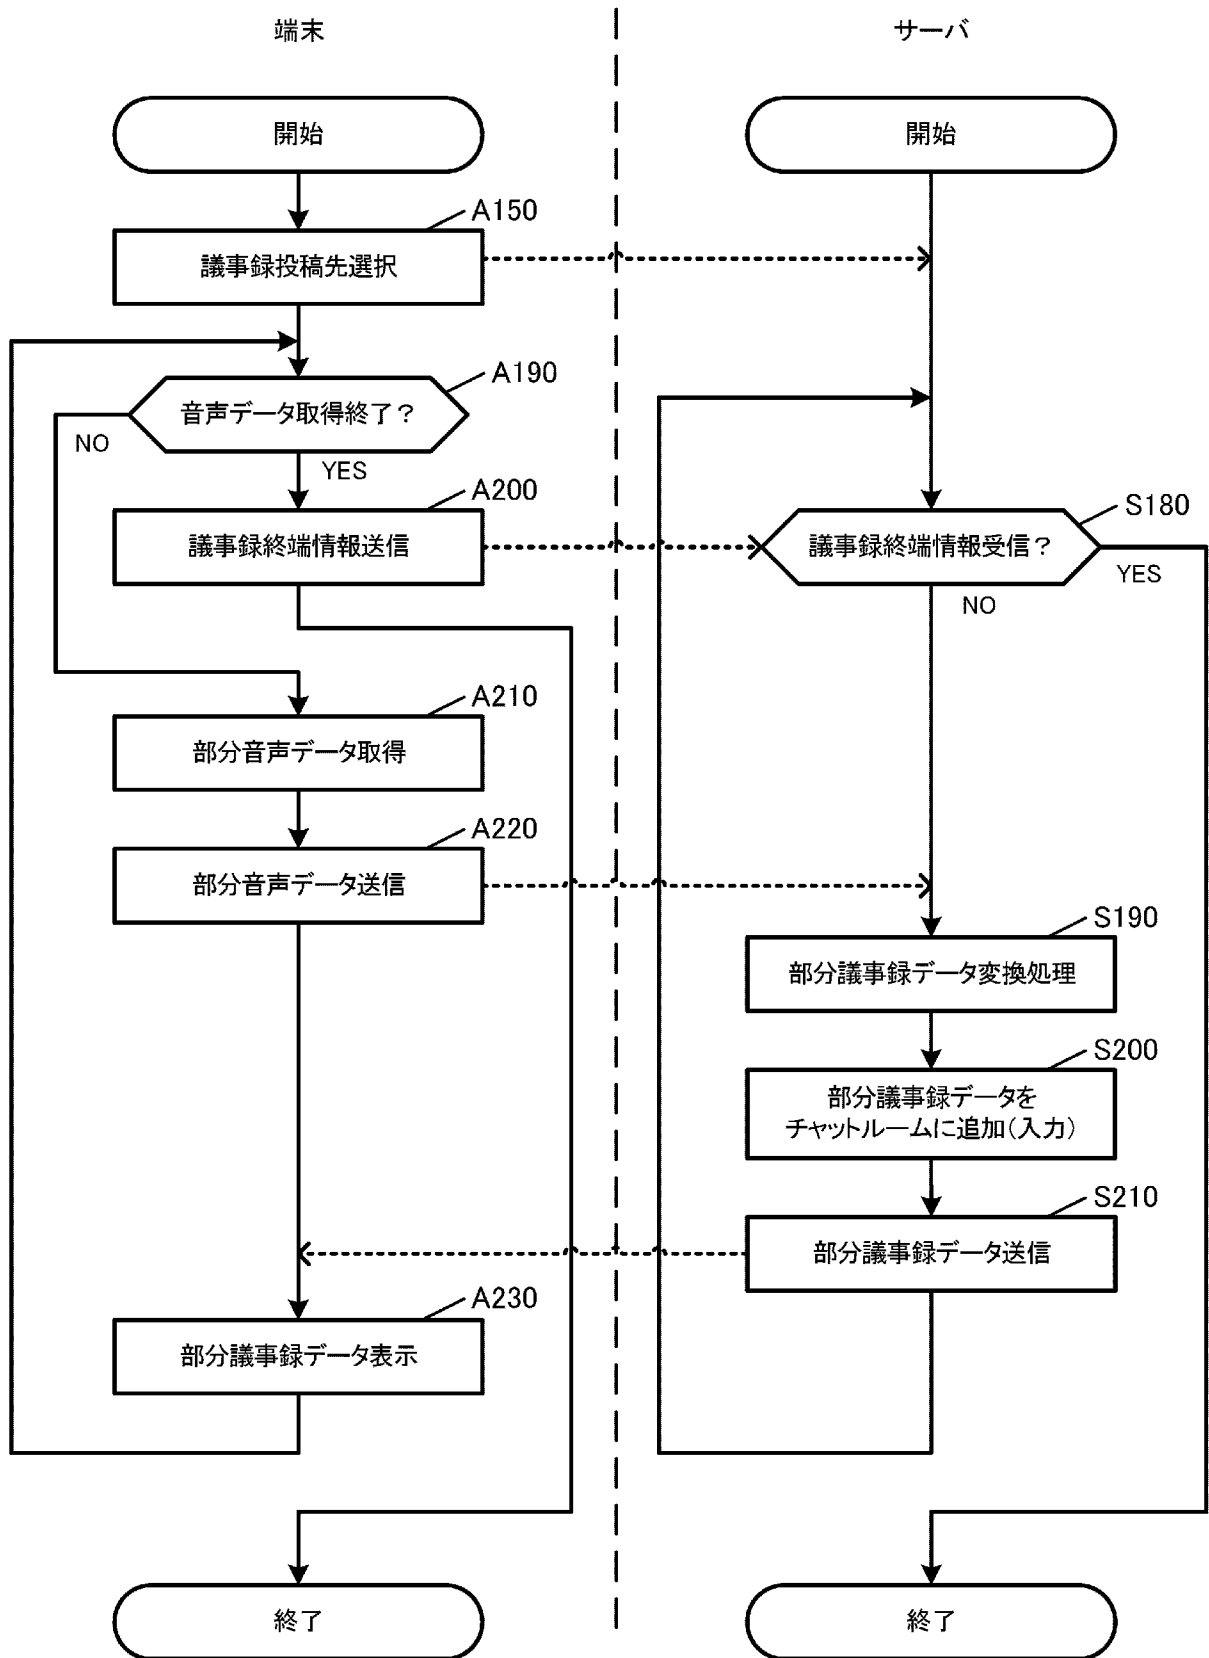 端末
サーバ
開始
開始
A150
議事録投稿先選択
A190
音声データ取得終了？
NO
YES
A200
議事録終端情報送信
S180
議事録終端情報受信？
YES
NO
A210
部分音声データ取得
A220
部分音声データ送信
S190
部分議事録データ変換処理
S200
部分議事録データを
チャットルームに追加(入力)
S210
部分議事録データ送信
A230
部分議事録データ表示
終了
終了